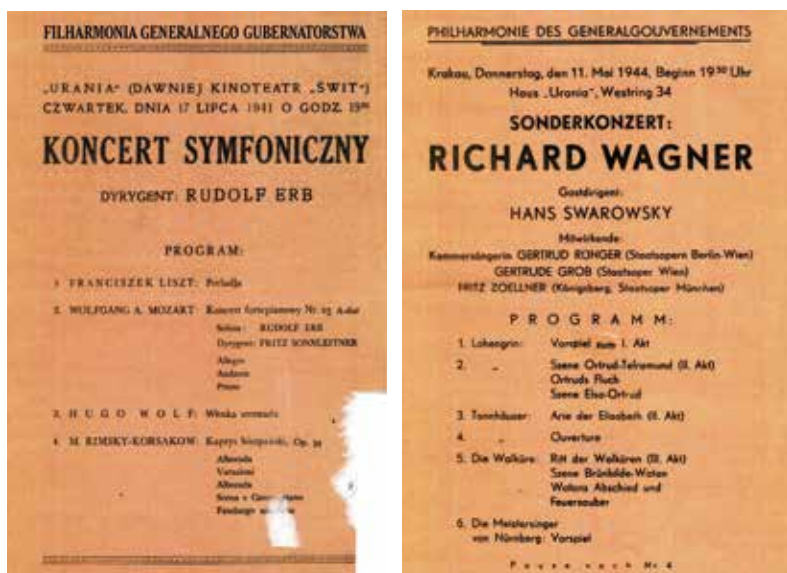 FILHARMONIA GENERALNEGO GUBERNATORSTWA
„URANIA" (DAWNIEJ KINOTEATR „ŚWIT")
CZWARTEK, DNIA 17 LIPCA 1941 O GODZ.
KONCERT SYMFONICZNY
DYRYGENT: RUDOLF ERB
PROGRAM:
1 FRANCISZEK LISZT: Preludja
2. WOLFGANG A. MOZART: Koncert fortepianowy Nr. 23 A-dur
Solista: RUDOLF ERB
Dyrygent: FRITZ SONNLEITNER
Allegro
Andante
Presto
3. HUGO WOLF: Włoska serenada
4. M. RIMSKY-KORSAKOW: Kaprys hiszpański, Op. 34
Alborada
Variazioni
Alborada
Scena e
Fandango
PHILHARMONIE DES GENERALGOUVERNEMENTS
Krakau, Donnerstag, den 11. Mai 1944, Beginn 19³⁰ Uhr
Haus „Urania", Westring 34
SONDERKONZERT:
RICHARD WAGNER
Gastdirigent:
HANS SWAROWSKY
Mitwirkende:
Kammersängerin GERTRUD RÜNGER (Staatsopern Berlin-Wien)
GERTRUDE GROB (Staatsoper Wien)
FRITZ ZOELLNER (Königsberg, Staatsoper München)
PROGRAMM:
1. Lohengrin: Vorspiel zum I. Akt
2. „ Szene Ortrud-Telramund (II. Akt)
Ortruds Fluch
Szene Elsa-Ortrud
3. Tannhäuser: Arie der Elisabeth (II. Akt)
4. „ Ouverture
5. Die Walküre: Ritt der Walküren (III. Akt)
Szene Brünhilde-Wotan
Wotans Abschied und
Feuerzauber
6. Die Meistersinger
von Nürnberg: Vorspiel
Pause nach Nr. 4